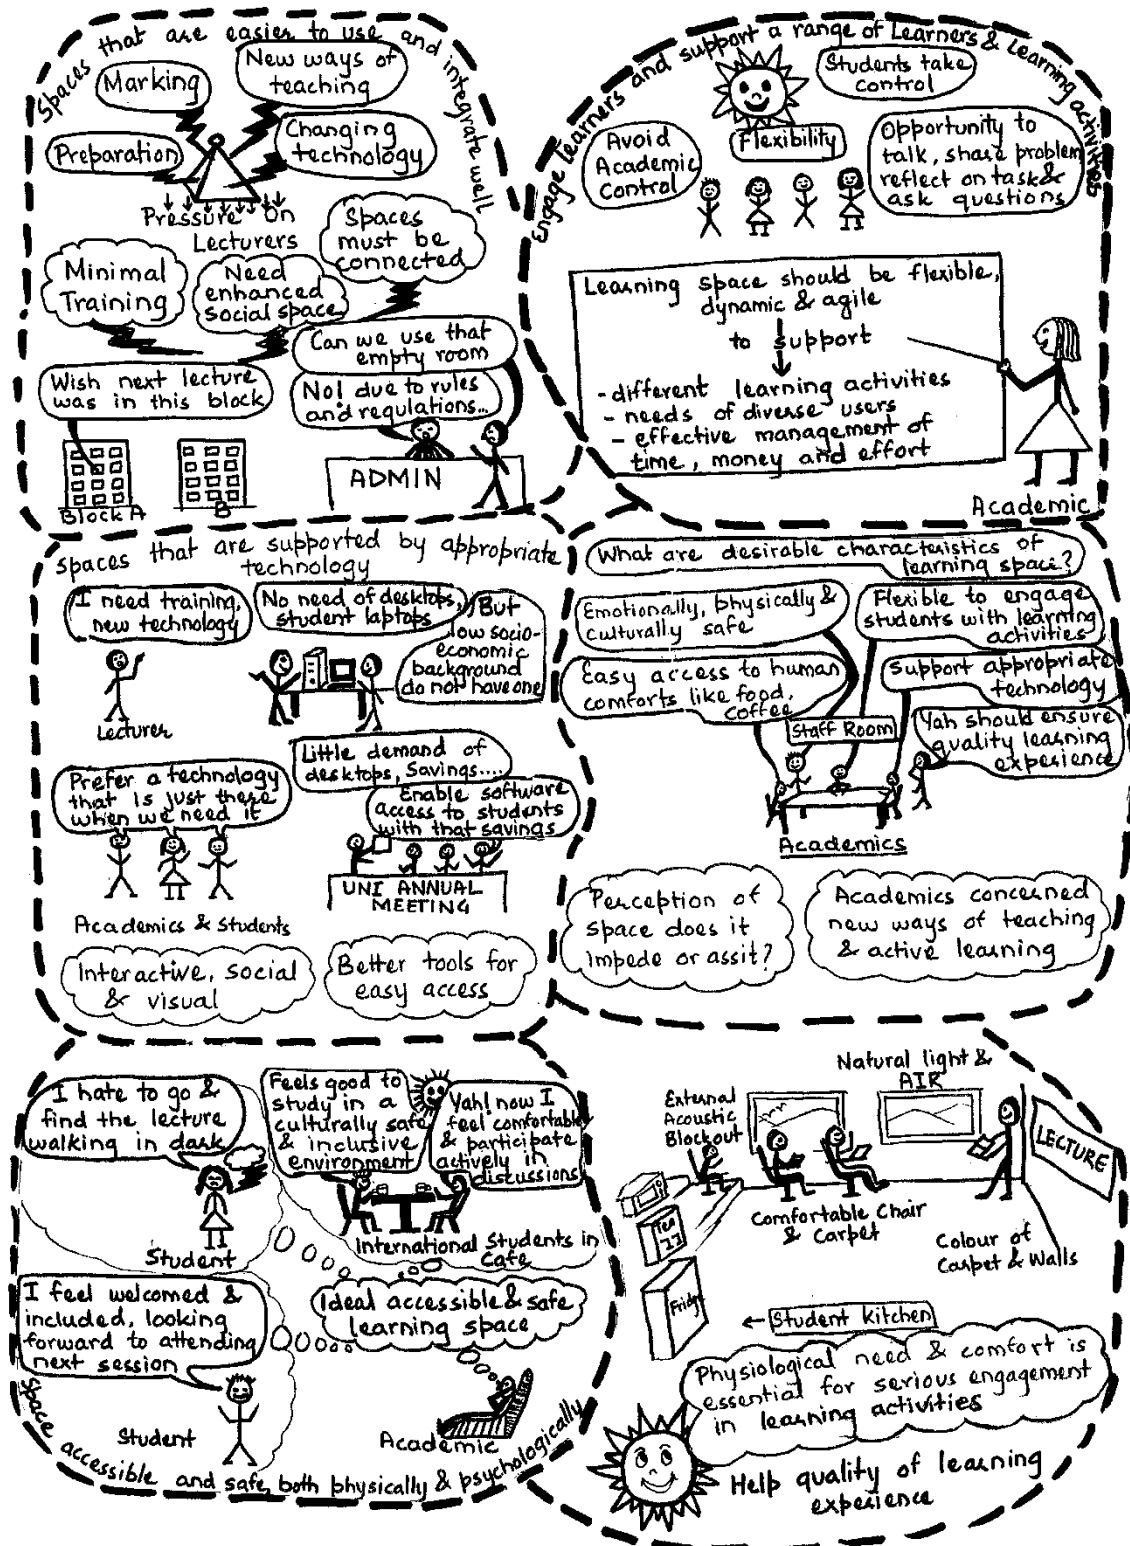 Spaces that are easier to use and integrate well
Marking
New ways of
teaching
Preparation
Changing
technology
Pressure on
Lecturers
Spaces
must be
connected
Minimal
Training
Need
enhanced
social space
Can we use that
empty room
Wish next lecture
was in this block
No! due to rules
and regulations...
ADMIN
Block A
B
Engage learners and support a range of Learners & Learning activities
Students take
control
Flexibility
Avoid
Academic
Control
Opportunity to
talk, share problem
reflect on task &
ask questions
Learning space should be flexible,
dynamic & agile
to support
- different learning activities
- needs of diverse users
- effective management of
time, money and effort
Academic
Spaces that are supported by appropriate
technology
I need training,
new technology
No need of desktops,
student laptops
But
low socio-
economic
background
do not have one
Lecturer
Little demand of
desktops, Savings....
Prefer a technology
that is just there
when we need it
Enable software
access to students
with that savings
UNI ANNUAL
MEETING
Academics & Students
Interactive, social
& visual
Better tools for
easy access
What are desirable characteristics of
learning space?
Emotionally, physically &
culturally safe
Flexible to engage
students with learning
activities
Easy access to human
comforts like food,
coffee
Support appropriate
technology
Staff Room
Yah should ensure
quality learning
experience
Academics
Perception of
space does it
impede or assit?
Academics concerned
new ways of teaching
& active learning
I hate to go &
find the lecture
walking in dark
Feels good to
study in a
culturally safe
& inclusive
environment
Yah! now I
feel comfortable
& participate
actively in
discussions
Student
International Students in
Cafe
I feel welcomed &
included, looking
forward to attending
next session
Ideal accessible & safe
learning space
Student
Academic
Space accessible and safe, both physically & psychologically
Natural light &
AIR
External
Acoustic
Blockout
LECTURE
Comfortable Chair
& Carpet
Colour of
Carpet & Walls
Tea
Fridge
← Student kitchen
Physiological need & comfort is
essential for serious engagement
in learning activities
Help quality of learning
experience